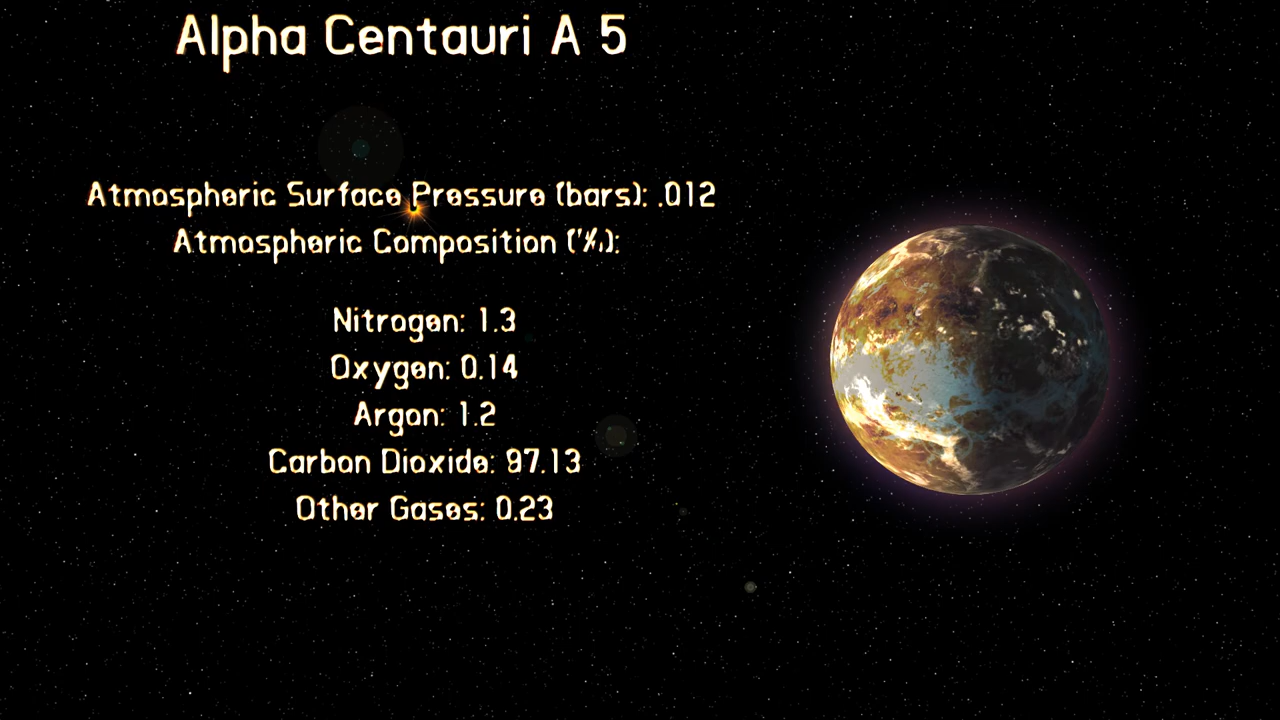 Alpha Centauri A 5
Atmospheric Surface Pressure (bars): .012
Atmospheric Composition (%):
Nitrogen: 1.3
Oxygen: 0.14
Argon: 1.2
Carbon Dioxide: 97.13
Other Gases: 0.23